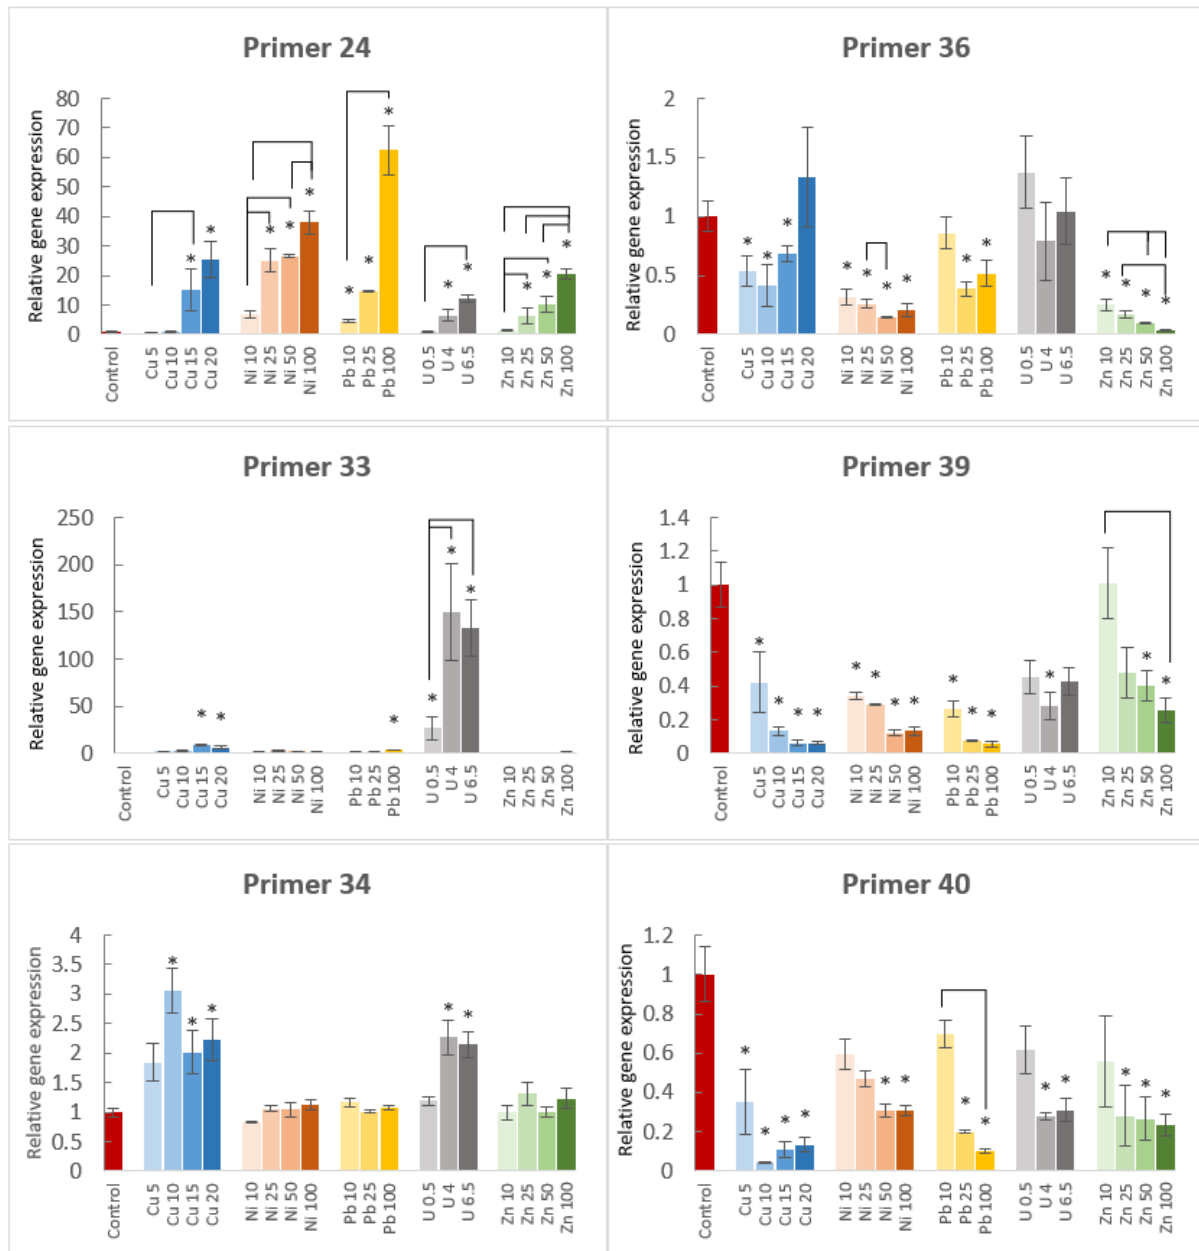 Primer 24
Relative gene expression
80
70
60
50
40
30
20
10
0
* * * * * * * * * * * * * *
Control Cu 5 Cu 10 Cu 15 Cu 20 Ni 10 Ni 25 Ni 50 Ni 100 Pb 10 Pb 25 Pb 100 U 0.5 U 4 U 6.5 Zn 10 Zn 25 Zn 50 Zn 100
Primer 36
Relative gene expression
2
1.5
1
0.5
0
* * * * * * * * * * * * *
Control Cu 5 Cu 10 Cu 15 Cu 20 Ni 10 Ni 25 Ni 50 Ni 100 Pb 10 Pb 25 Pb 100 U 0.5 U 4 U 6.5 Zn 10 Zn 25 Zn 50 Zn 100
Primer 33
Relative gene expression
250
200
150
100
50
0
* * * * * *
Control Cu 5 Cu 10 Cu 15 Cu 20 Ni 10 Ni 25 Ni 50 Ni 100 Pb 10 Pb 25 Pb 100 U 0.5 U 4 U 6.5 Zn 10 Zn 25 Zn 50 Zn 100
Primer 39
Relative gene expression
1.4
1.2
1
0.8
0.6
0.4
0.2
0
* * * * * * * * * * * * * *
Control Cu 5 Cu 10 Cu 15 Cu 20 Ni 10 Ni 25 Ni 50 Ni 100 Pb 10 Pb 25 Pb 100 U 0.5 U 4 U 6.5 Zn 10 Zn 25 Zn 50 Zn 100
Primer 34
Relative gene expression
4
3.5
3
2.5
2
1.5
1
0.5
0
* * * * *
Control Cu 5 Cu 10 Cu 15 Cu 20 Ni 10 Ni 25 Ni 50 Ni 100 Pb 10 Pb 25 Pb 100 U 0.5 U 4 U 6.5 Zn 10 Zn 25 Zn 50 Zn 100
Primer 40
Relative gene expression
1.2
1
0.8
0.6
0.4
0.2
0
* * * * * * * * * * * * *
Control Cu 5 Cu 10 Cu 15 Cu 20 Ni 10 Ni 25 Ni 50 Ni 100 Pb 10 Pb 25 Pb 100 U 0.5 U 4 U 6.5 Zn 10 Zn 25 Zn 50 Zn 100